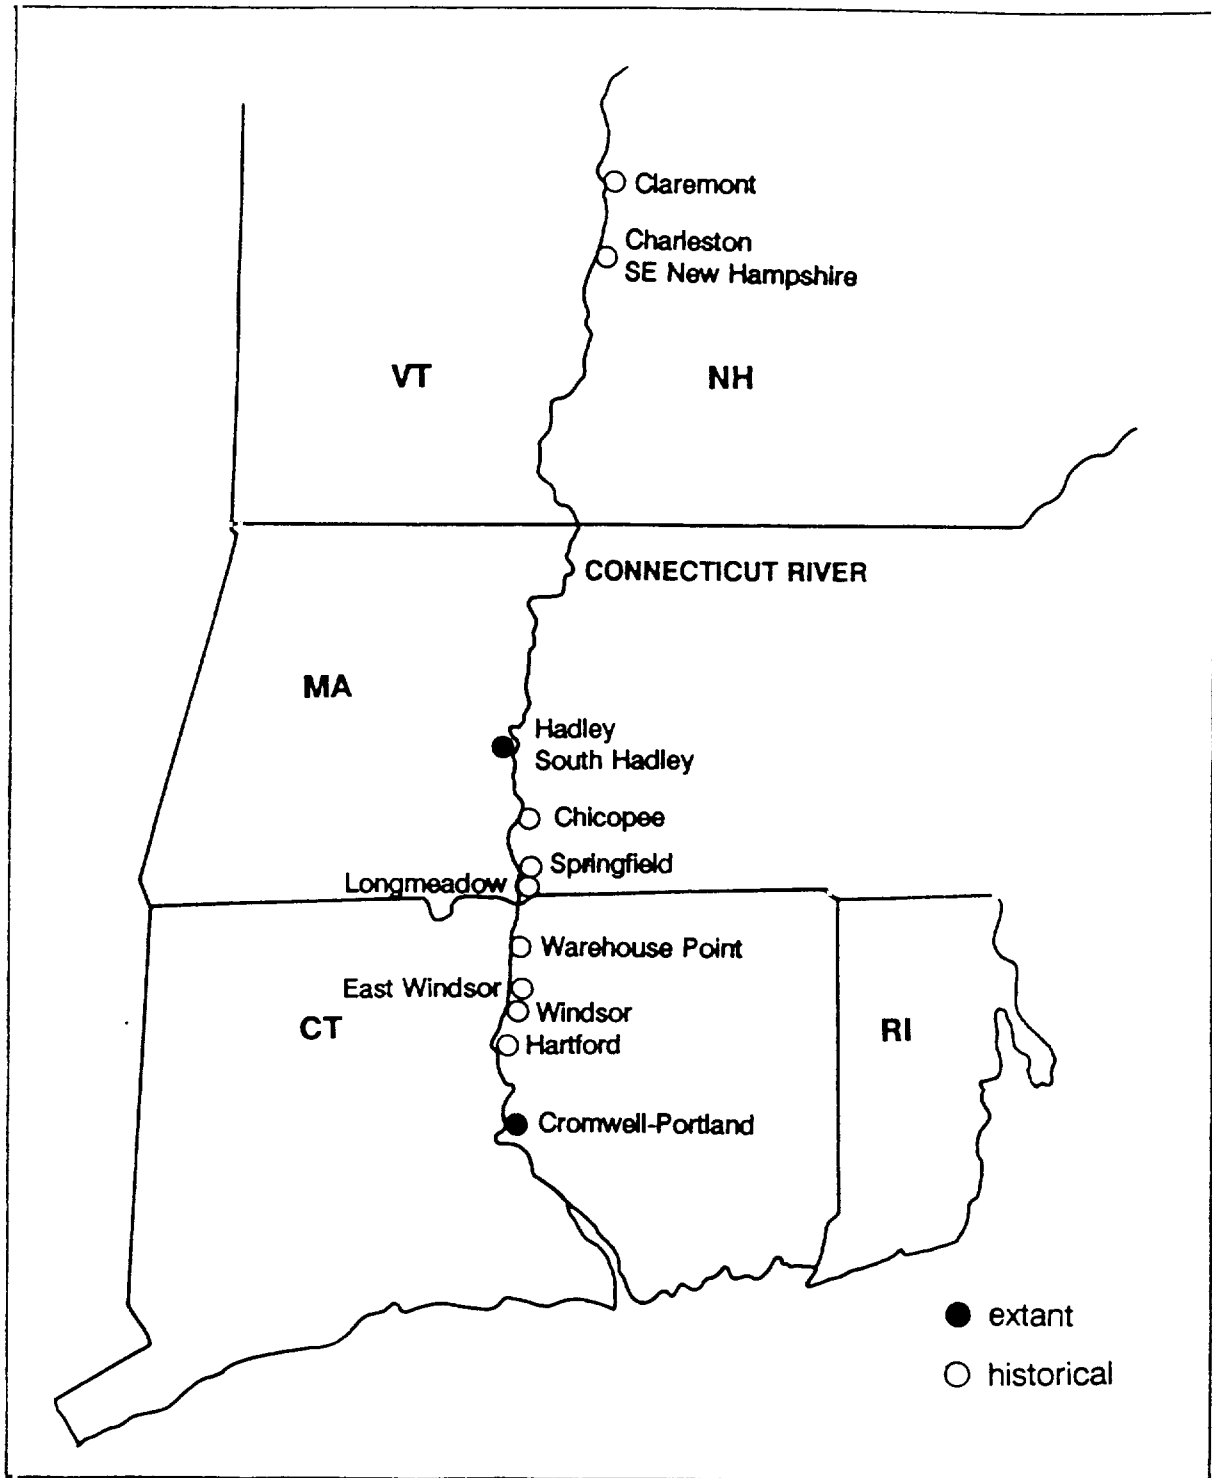 Claremont
Charleston
SE New Hampshire
VT
NH
CONNECTICUT RIVER
MA
Hadley
South Hadley
Chicopee
Springfield
Longmeadow
Warehouse Point
East Windsor
Windsor
CT
RI
Hartford
Cromwell-Portland
extant
historical